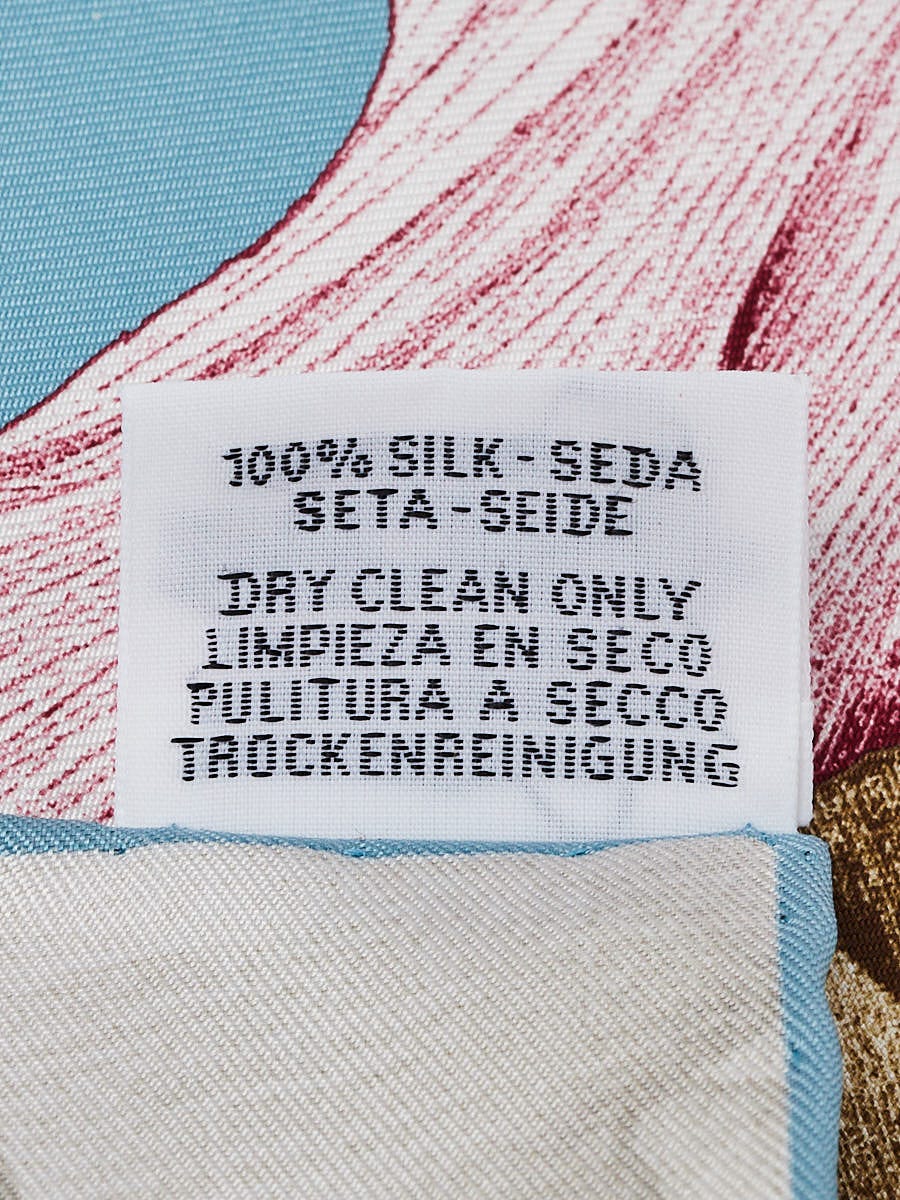 100% SILK - SEDA
SETA - SEIDE
DRY CLEAN ONLY
LIMPIEZA EN SECO
PULITURA A SECCO
TROCKENREINIGUNG